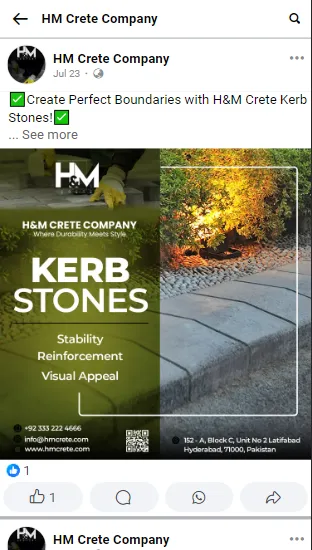 HM Crete Company
H&M
HM Crete Company
Jul 23 ·
✅Create Perfect Boundaries with H&M Crete Kerb
Stones!✅
... See more
H&M
H&M CRETE COMPANY
Where Durability Meets Style.
KERB
STONES
Stability
Reinforcement
Visual Appeal
+92 333 222 4666
info@hmcrete.com
www.hmcrete.com
152 - A, Block C, Unit No 2 Latifabad
Hyderabad, 71000, Pakistan
1
1
H&M
HM Crete Company